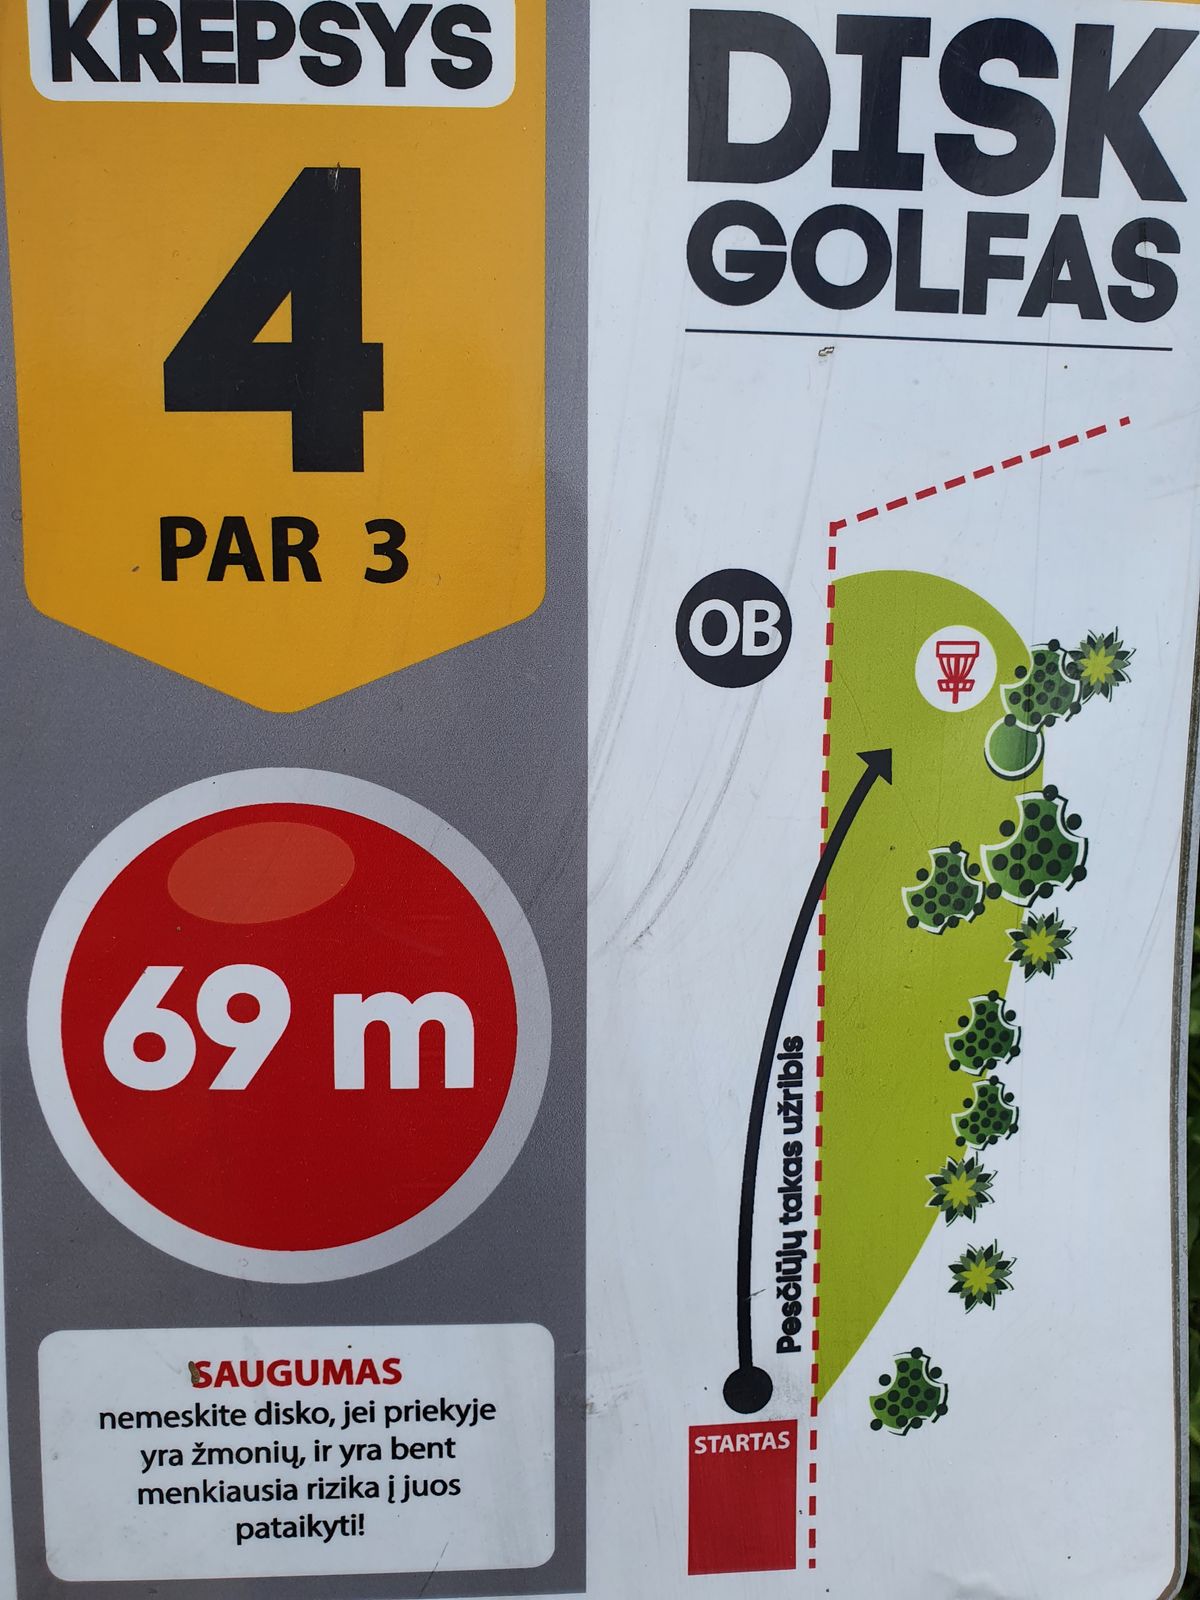 KREPSYS
4
PAR 3
69 m
SAUGUMAS
nemeskite disko, jei priekyje
yra žmonių, ir yra bent
menkiausia rizika į juos
pataikyti!
DISK
GOLFAS
OB
Pesčiūjų takas užribis
STARTAS